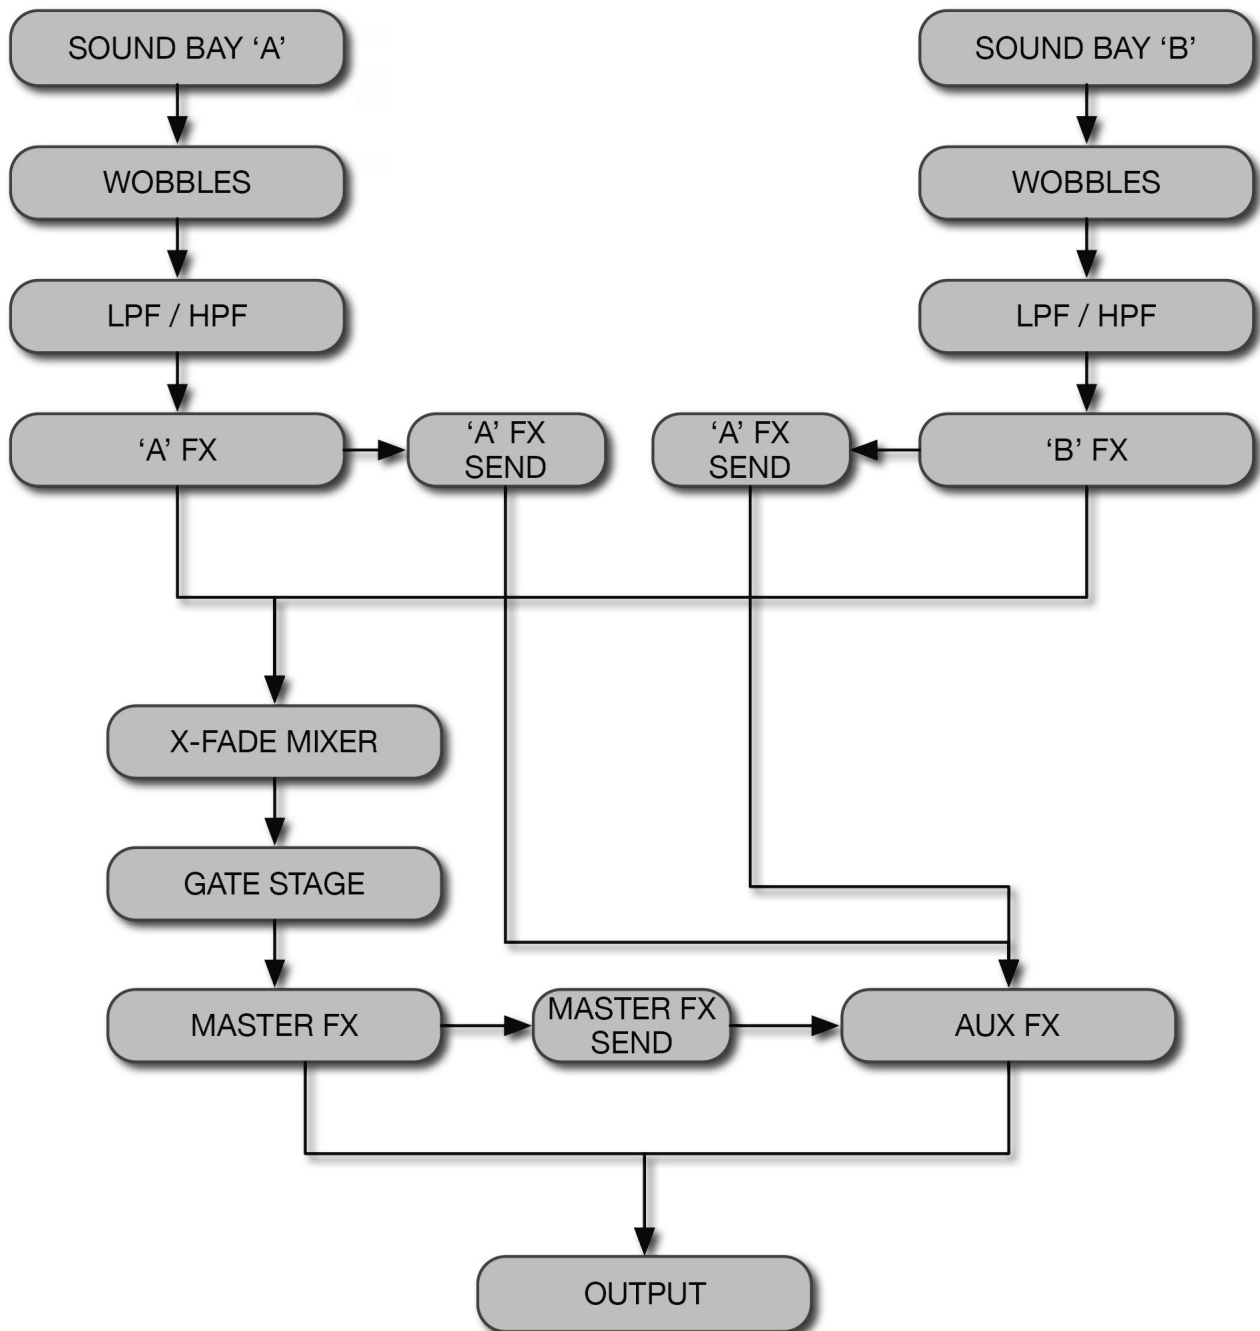 SOUND BAY ‘A’
SOUND BAY ‘B’
WOBBLES
WOBBLES
LPF / HPF
LPF / HPF
‘A’ FX
‘A’ FX
SEND
‘A’ FX
SEND
‘B’ FX
X-FADE MIXER
GATE STAGE
MASTER FX
MASTER FX
SEND
AUX FX
OUTPUT